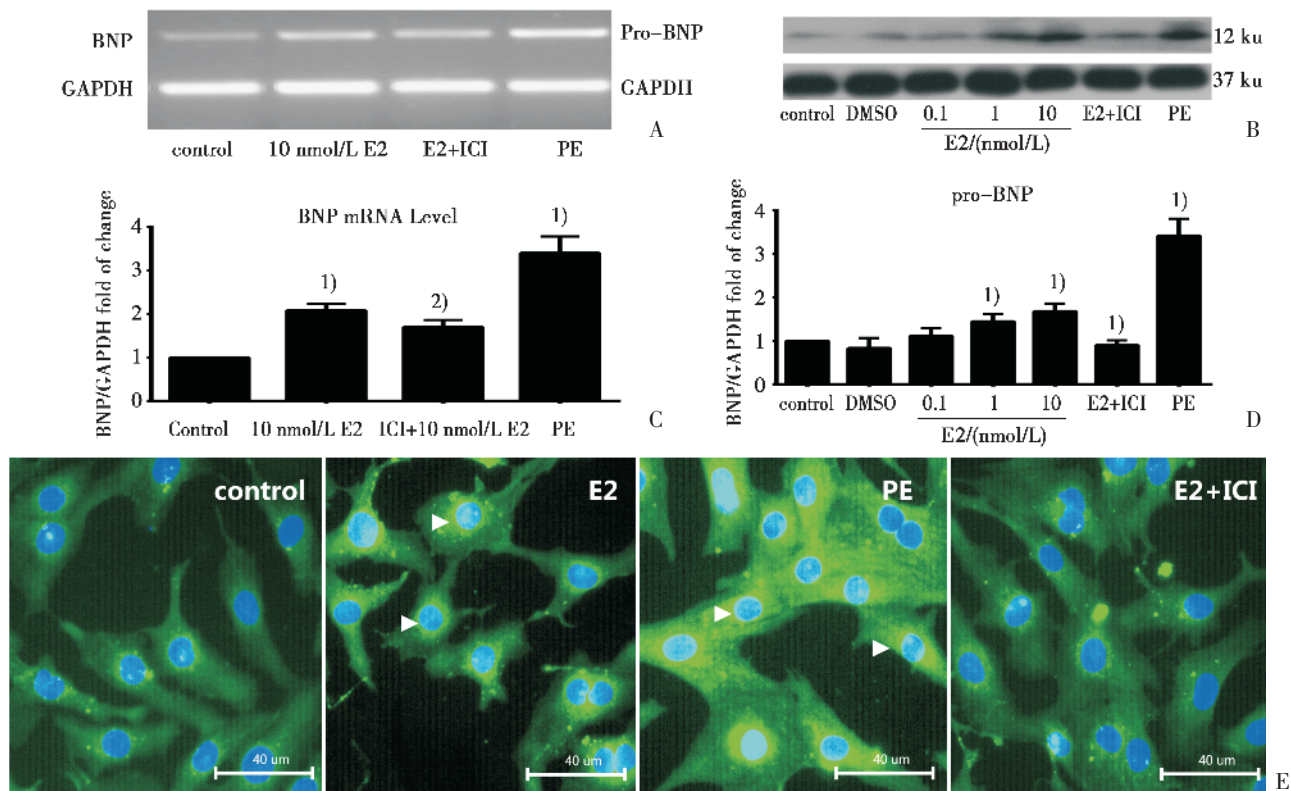 BNP
GAPDH
Pro-BNP
GAPDH
control 10 nmol/L E2 E2+ICI PE
A
12 ku
37 ku
control DMSO 0.1 1 10 E2+ICI PE
E2/(nmol/L)
B
BNP mRNA Level
BNP/GAPDH fold of change
4
3
2
1
0
1)
2)
1)
Control 10 nmol/L E2 ICI+10 nmol/L E2 PE
C
pro-BNP
BNP/GAPDH fold of change
4
3
2
1
0
1)
1)
1)
1)
control DMSO 0.1 1 10 E2+ICI PE
E2/(nmol/L)
D
control
40 um
E2
40 um
PE
40 um
E2+ICI
40 um
E